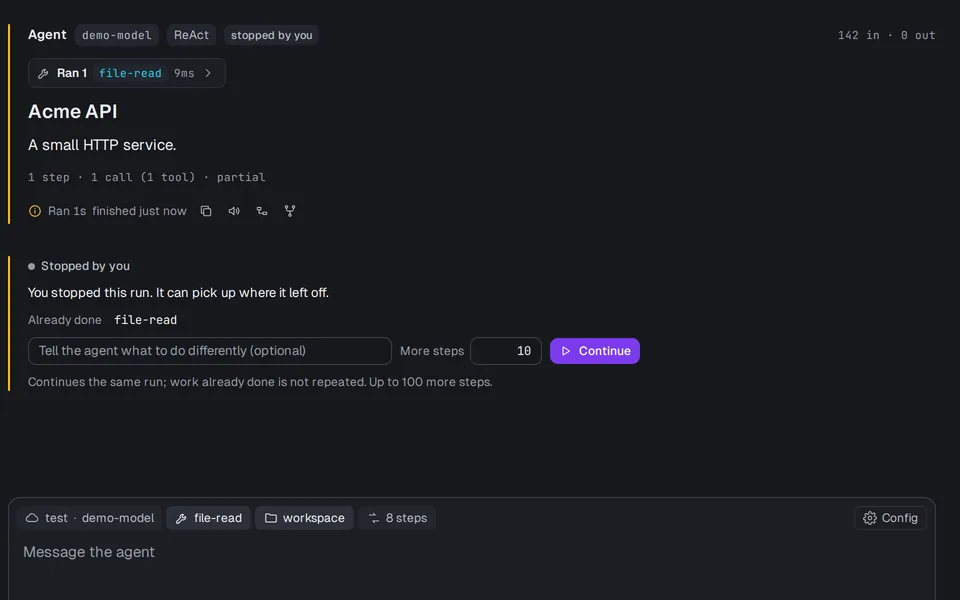 Agent demo-model ReAct stopped by you 142 in · 0 out
Ran 1 file-read 9ms
Acme API
A small HTTP service.
1 step · 1 call (1 tool) · partial
Ran 1s finished just now
Stopped by you
You stopped this run. It can pick up where it left off.
Already done file-read
Tell the agent what to do differently (optional) More steps 10 Continue
Continues the same run; work already done is not repeated. Up to 100 more steps.
test · demo-model file-read workspace 8 steps Config
Message the agent